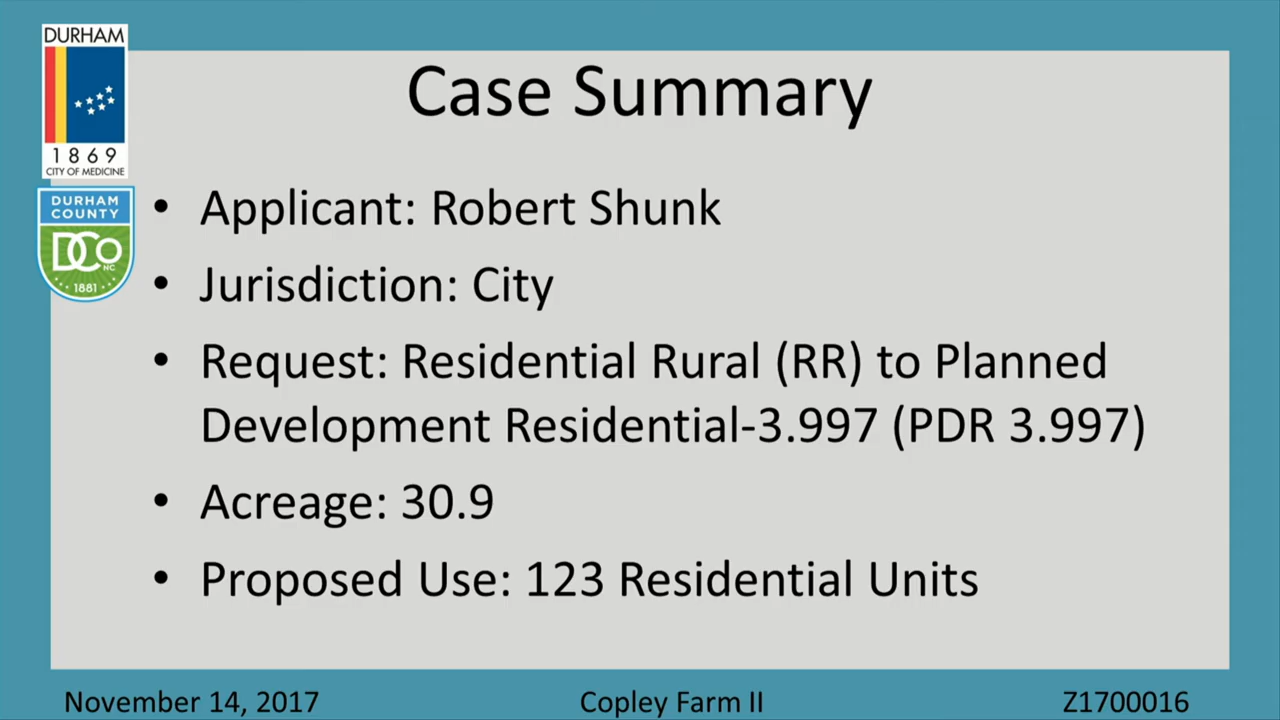 DURHAM
1869
CITY OF MEDICINE
DURHAM
COUNTY
DCo
NC
1881
Case Summary
• Applicant: Robert Shunk
• Jurisdiction: City
• Request: Residential Rural (RR) to Planned
Development Residential-3.997 (PDR 3.997)
• Acreage: 30.9
• Proposed Use: 123 Residential Units
November 14, 2017
Copley Farm II
Z1700016